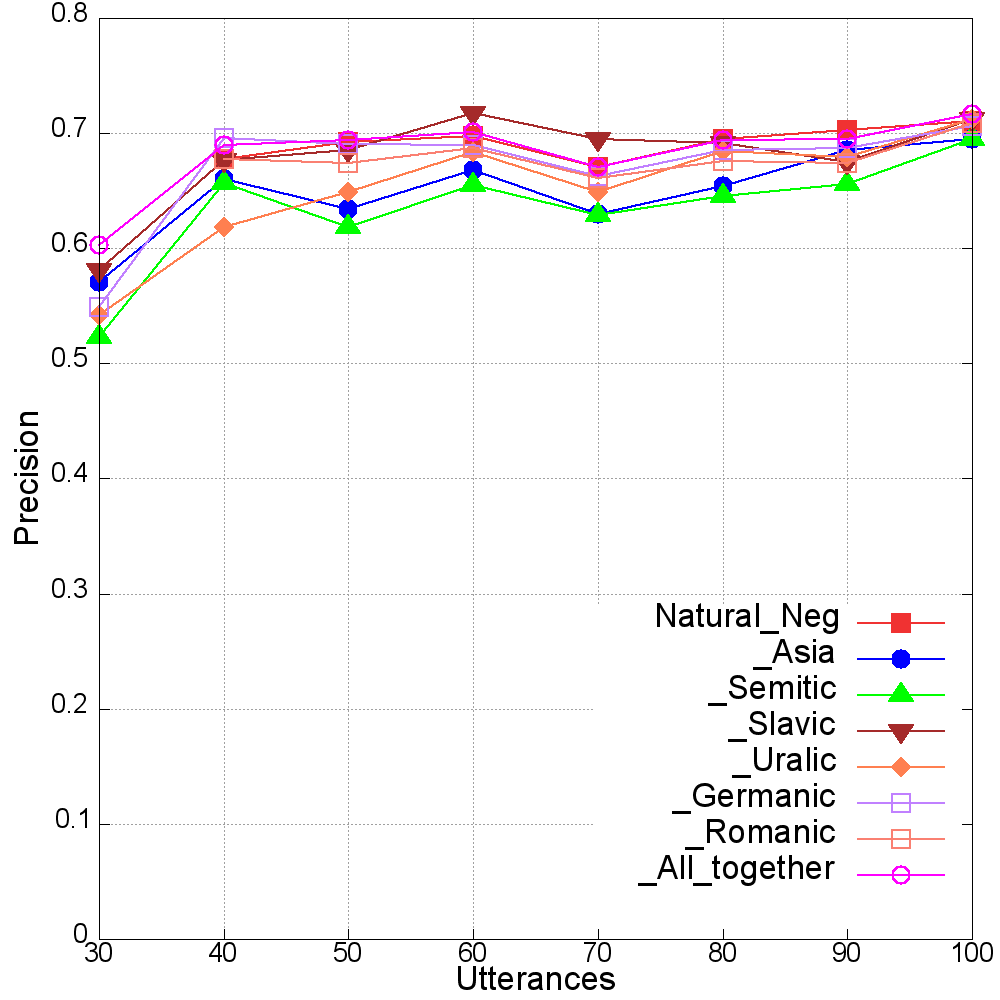 0.8
0.7
0.6
0.5
0.4
0.3
0.2
0.1
0
Precision
Natural_Neg
_Asia
_Semitic
_Slavic
_Uralic
_Germanic
_Romanic
_All_together
30 40 50 60 70 80 90 100
Utterances